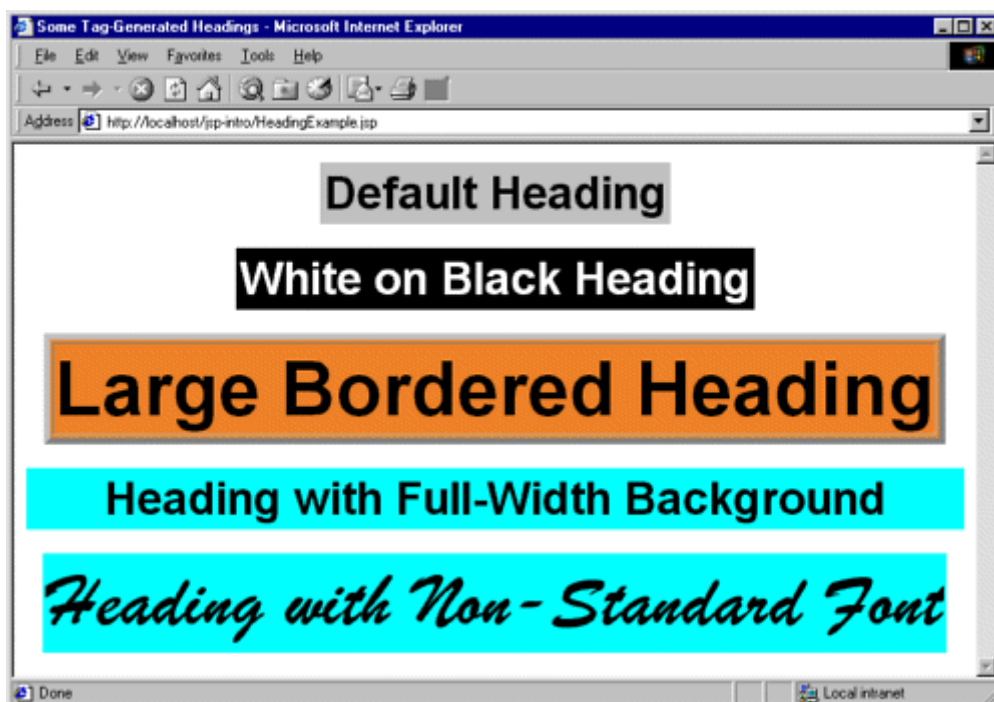 Some Tag-Generated Headings - Microsoft Internet Explorer
File Edit View Favorites Tools Help
Address http://localhost/jsp-intro/HeadingExample.jsp
Default Heading
White on Black Heading
Large Bordered Heading
Heading with Full-Width Background
Heading with Non-Standard Font
Done Local intranet